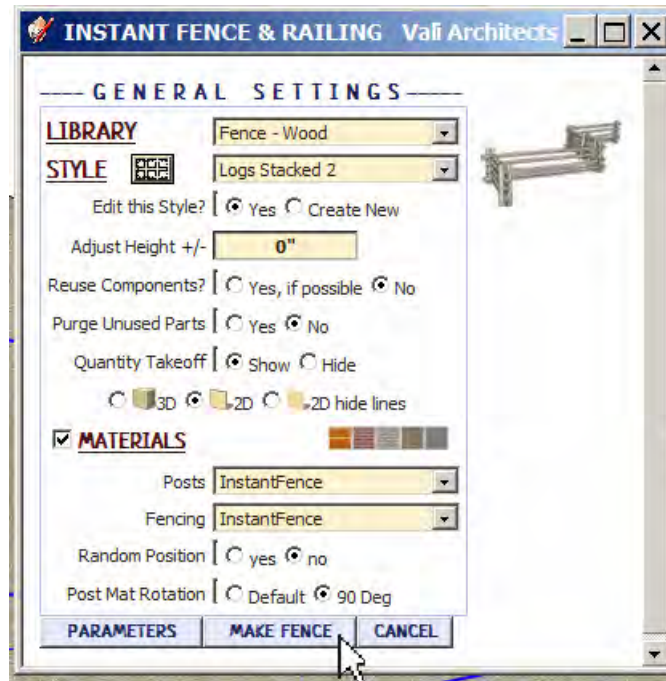 INSTANT FENCE & RAILING Vali Architects
GENERAL SETTINGS
LIBRARY Fence - Wood
STYLE Logs Stacked 2
Edit this Style? Yes Create New
Adjust Height +/- 0"
Reuse Components? Yes, if possible No
Purge Unused Parts Yes No
Quantity Takeoff Show Hide
3D 2D 2D hide lines
MATERIALS
Posts InstantFence
Fencing InstantFence
Random Position yes no
Post Mat Rotation Default 90 Deg
PARAMETERS MAKE FENCE CANCEL